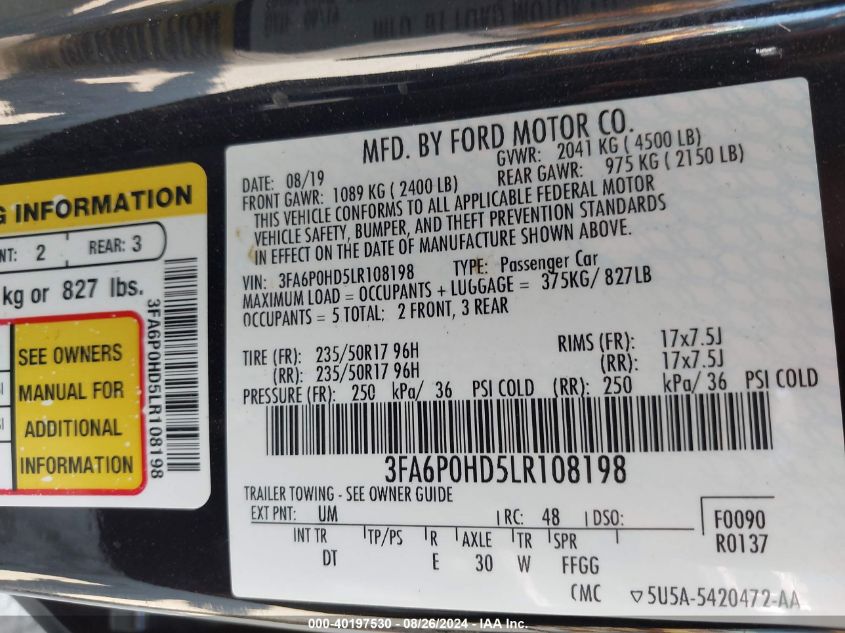 MFD. BY FORD MOTOR CO.
DATE: 08/19 GVWR: 2041 KG ( 4500 LB)
FRONT GAWR: 1089 KG ( 2400 LB) REAR GAWR: 975 KG ( 2150 LB)
THIS VEHICLE CONFORMS TO ALL APPLICABLE FEDERAL MOTOR
VEHICLE SAFETY, BUMPER, AND THEFT PREVENTION STANDARDS
IN EFFECT ON THE DATE OF MANUFACTURE SHOWN ABOVE.
VIN: 3FA6P0HD5LR108198 TYPE: Passenger Car
MAXIMUM LOAD = OCCUPANTS + LUGGAGE = 375KG/ 827LB
OCCUPANTS = 5 TOTAL: 2 FRONT, 3 REAR
TIRE (FR): 235/50R17 96H RIMS (FR): 17x7.5J
(RR): 235/50R17 96H (RR): 17x7.5J
PRESSURE (FR): 250 kPa/ 36 PSI COLD (RR): 250 kPa/ 36 PSI COLD
3FA6P0HD5LR108198
TRAILER TOWING - SEE OWNER GUIDE
EXT PNT: UM RC: 48 DSO: F0090
INT TR TP/PS R AXLE TR SPR R0137
DT E 30 W FFGG
CMC ▽5U5A-5420472-AA
G INFORMATION
NT: 2 REAR: 3
kg or 827 lbs.
SEE OWNERS
MANUAL FOR
ADDITIONAL
INFORMATION
3FA6P0HD5LR108198
000-40197530 - 08/26/2024 - IAA Inc.